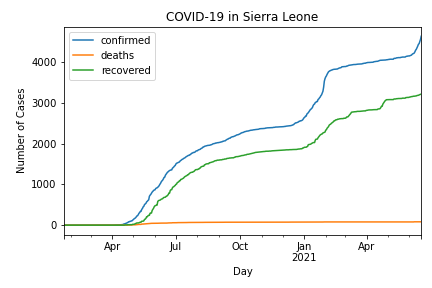 COVID-19 in Sierra Leone
confirmed
deaths
recovered
Number of Cases
4000
3000
2000
1000
0
Apr
Jul
Oct
Jan
2021
Apr
Day